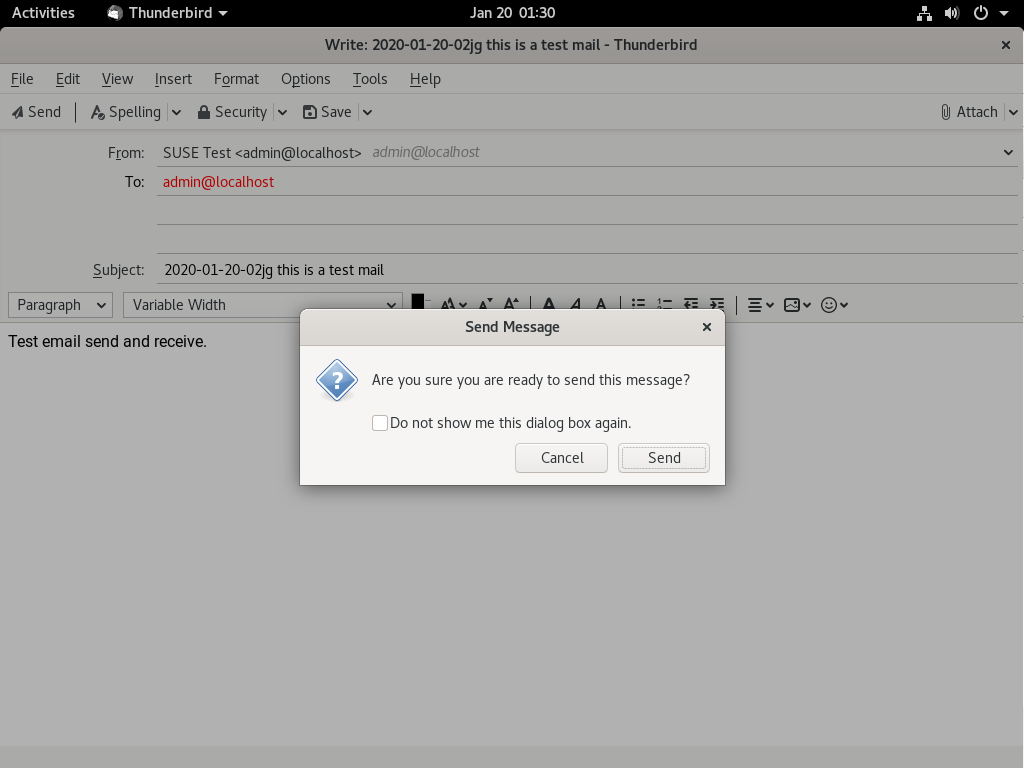 Activities Thunderbird Jan 20 01:30
Write: 2020-01-20-02jg this is a test mail - Thunderbird
File Edit View Insert Format Options Tools Help
Send Spelling Security Save Attach
From: SUSE Test <admin@localhost> admin@localhost
To: admin@localhost
Subject: 2020-01-20-02jg this is a test mail
Paragraph Variable Width
Test email send and receive.
Send Message
Are you sure you are ready to send this message?
Do not show me this dialog box again.
Cancel Send